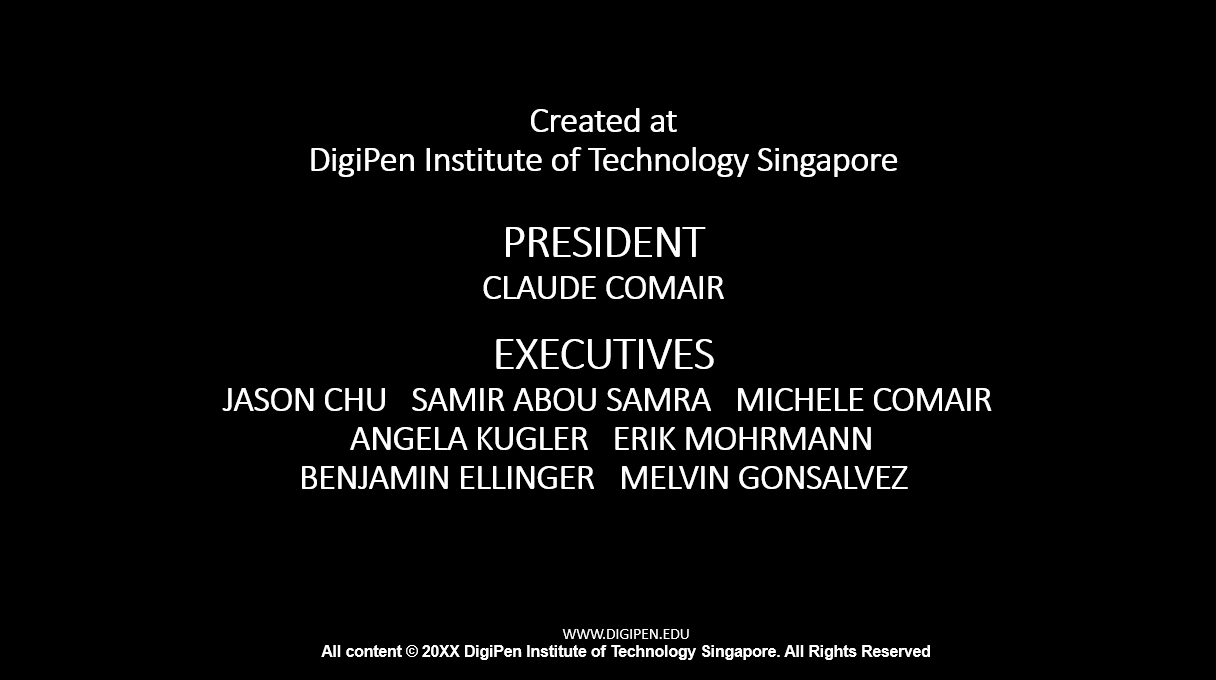 Created at
DigiPen Institute of Technology Singapore
PRESIDENT
CLAUDE COMAIR
EXECUTIVES
JASON CHU   SAMIR ABOU SAMRA   MICHELE COMAIR
ANGELA KUGLER   ERIK MOHRMANN
BENJAMIN ELLINGER   MELVIN GONSALVEZ
WWW.DIGIPEN.EDU
All content © 20XX DigiPen Institute of Technology Singapore. All Rights Reserved